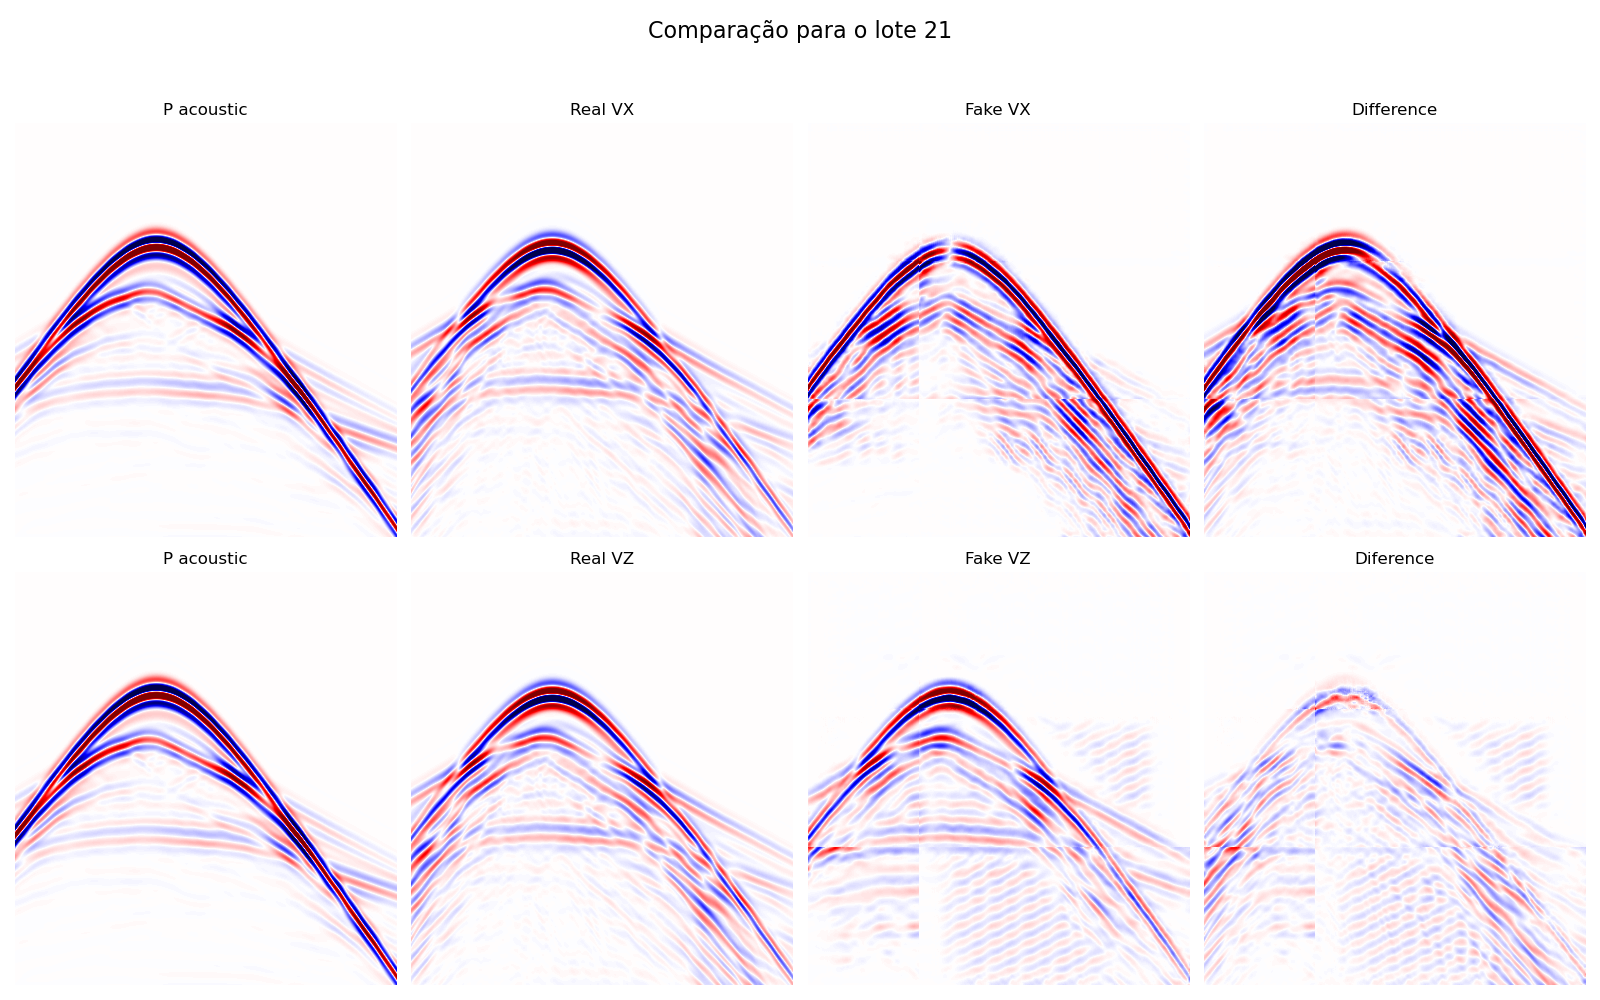 Comparação para o lote 21
P acoustic
Real VX
Fake VX
Difference
P acoustic
Real VZ
Fake VZ
Diference